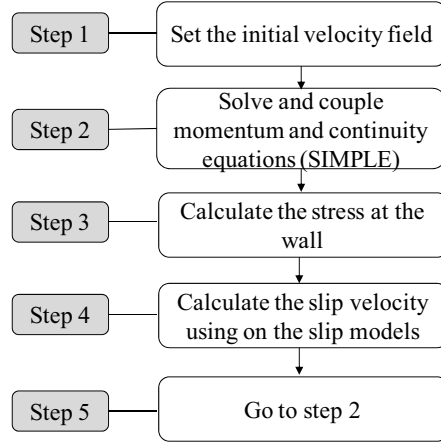 Step 1
Set the initial velocity field
Step 2
Solve and couple
momentum and continuity
equations (SIMPLE)
Step 3
Calculate the stress at the
wall
Step 4
Calculate the slip velocity
using on the slip models
Step 5
Go to step 2